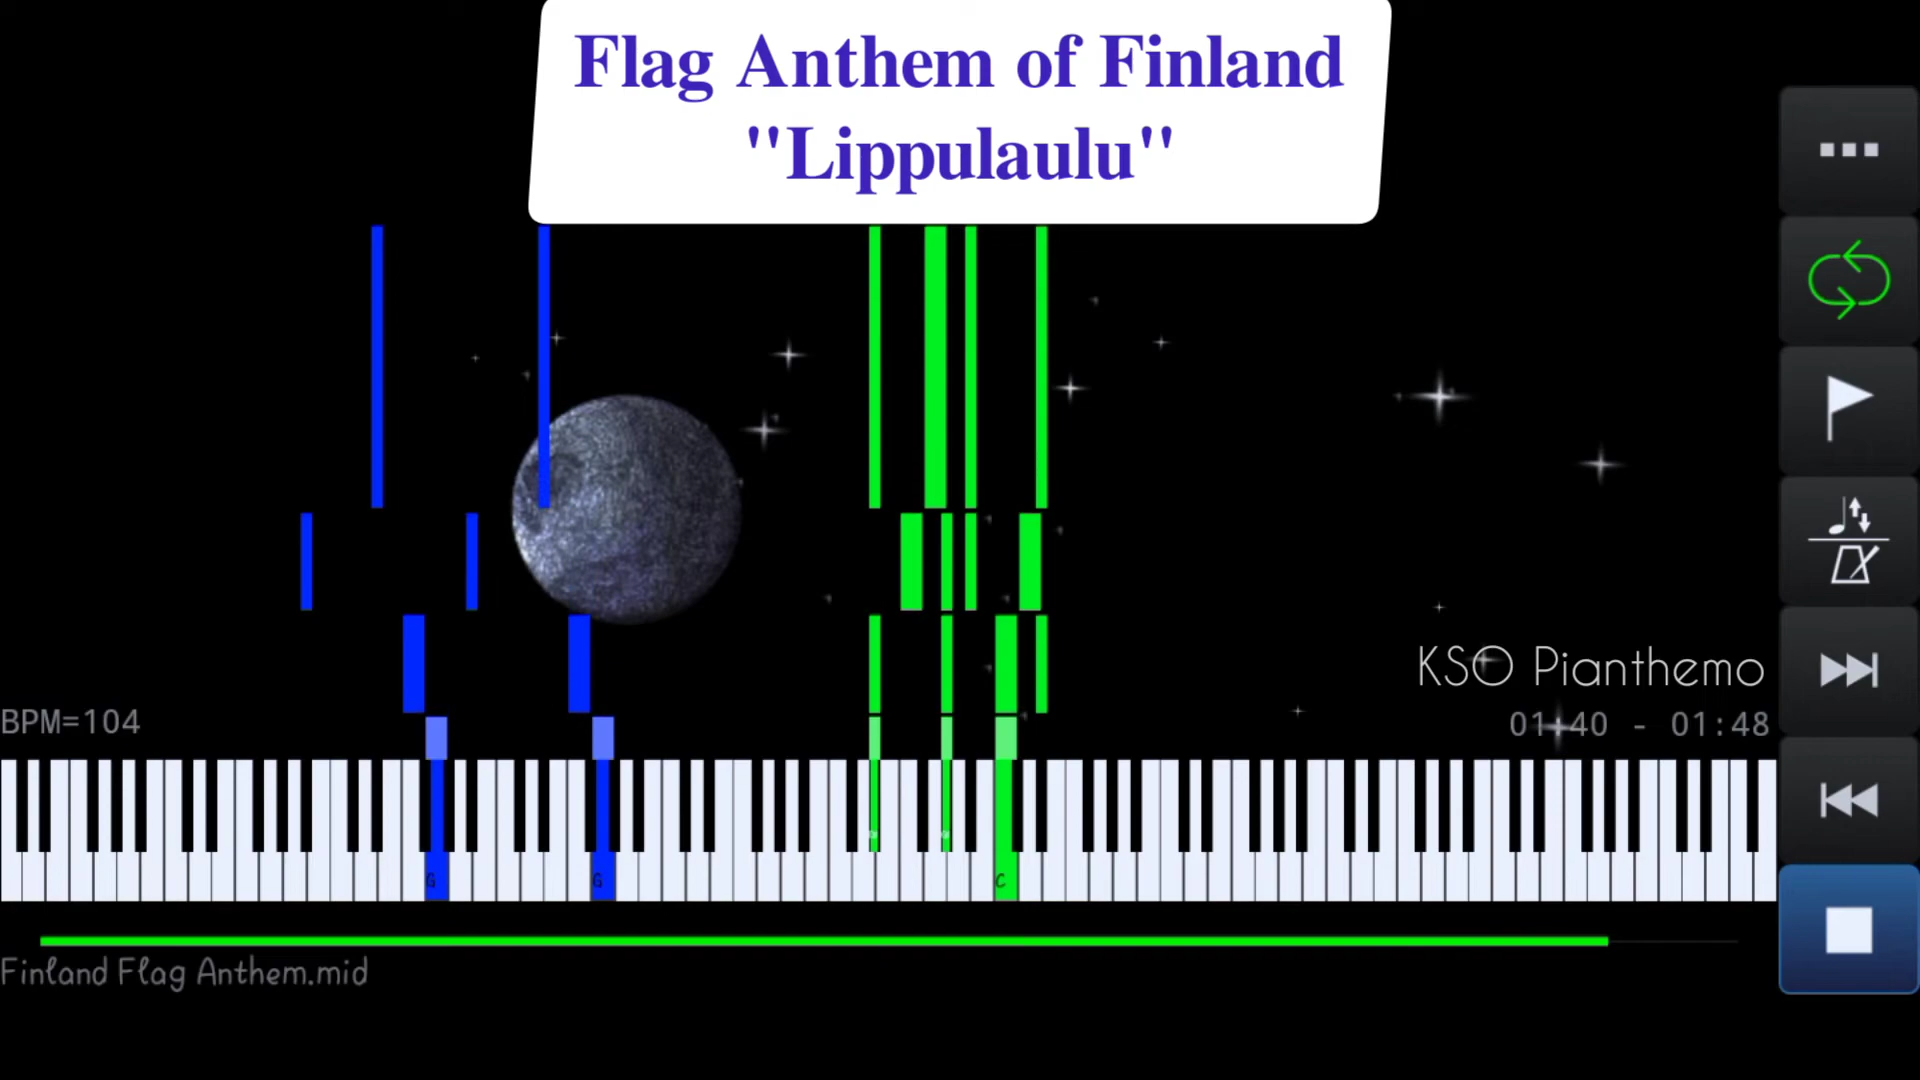 Flag Anthem of Finland
"Lippulaulu"
KSO Pianthemo
BPM=104
01:40 - 01:48
G
G
C
Finland Flag Anthem.mid